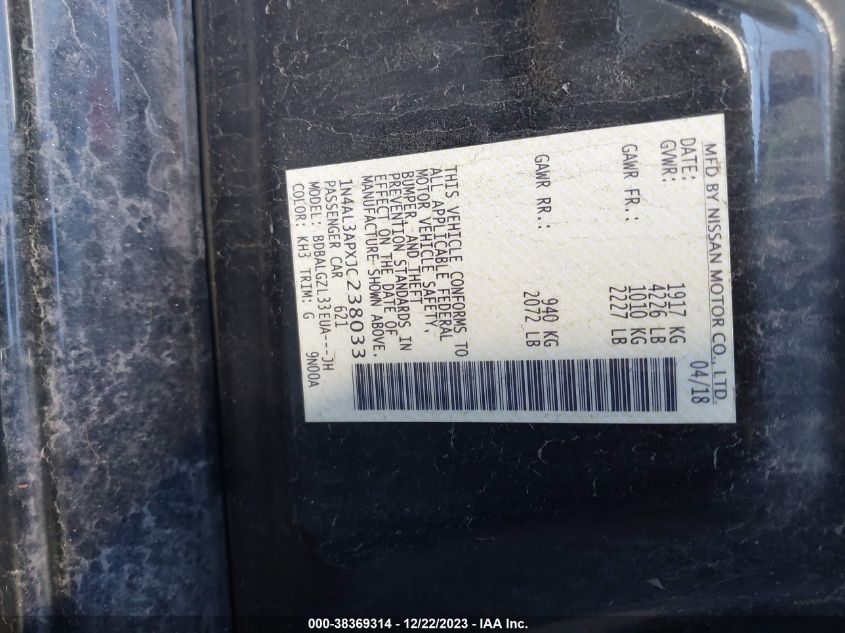 MFD BY NISSAN MOTOR CO., LTD.
DATE: 04/18
GVWR: 1917 KG
4226 LB
GAWR FR.: 1010 KG
2227 LB
GAWR RR.: 940 KG
2072 LB
THIS VEHICLE CONFORMS TO
ALL APPLICABLE FEDERAL
MOTOR VEHICLE SAFETY,
BUMPER, AND THEFT
PREVENTION STANDARDS IN
EFFECT ON THE DATE OF
MANUFACTURE SHOWN ABOVE.
1N4AL3APXJC238033
PASSENGER CAR 621
MODEL: BDBALGZL33EUA---JH
COLOR: KH3 TRIM: G 9N00A
000-38369314 - 12/22/2023 - IAA Inc.